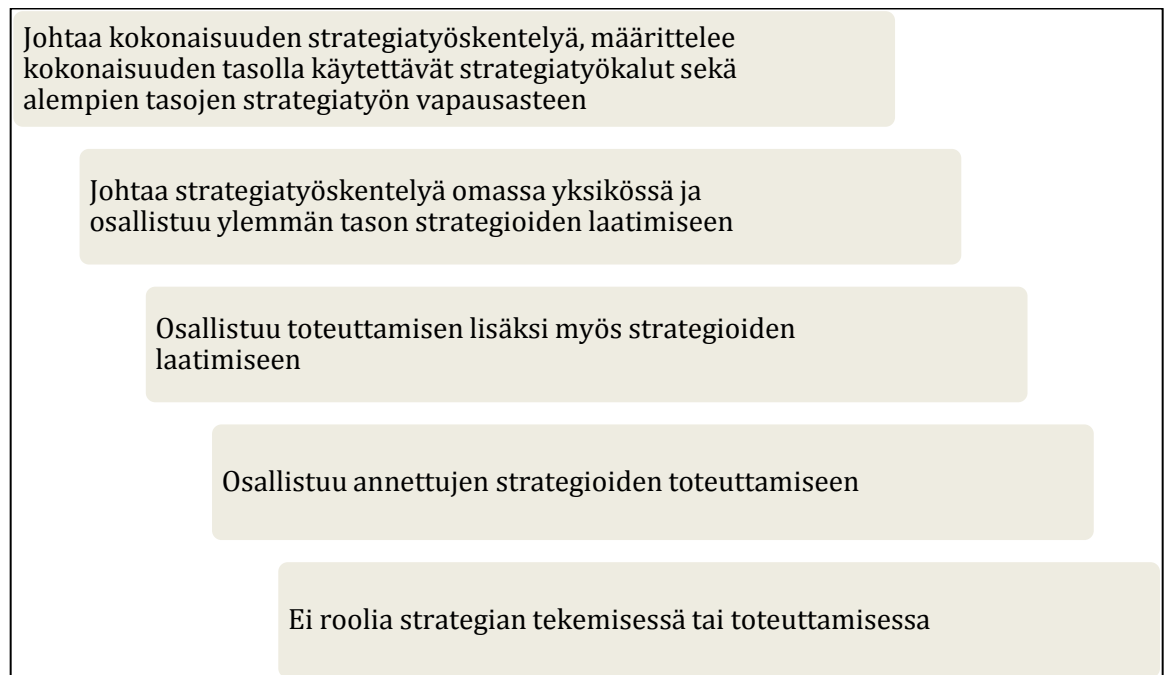 Johtaa kokonaisuuden strategiatyöskentelyä, määrittelee
kokonaisuuden tasolla käytettävät strategiatyökalut sekä
alempien tasojen strategiatyön vapausasteen
Johtaa strategiatyöskentelyä omassa yksikössä ja
osallistuu ylemmän tason strategioiden laatimiseen
Osallistuu toteuttamisen lisäksi myös strategioiden
laatimiseen
Osallistuu annettujen strategioiden toteuttamiseen
Ei roolia strategian tekemisessä tai toteuttamisessa